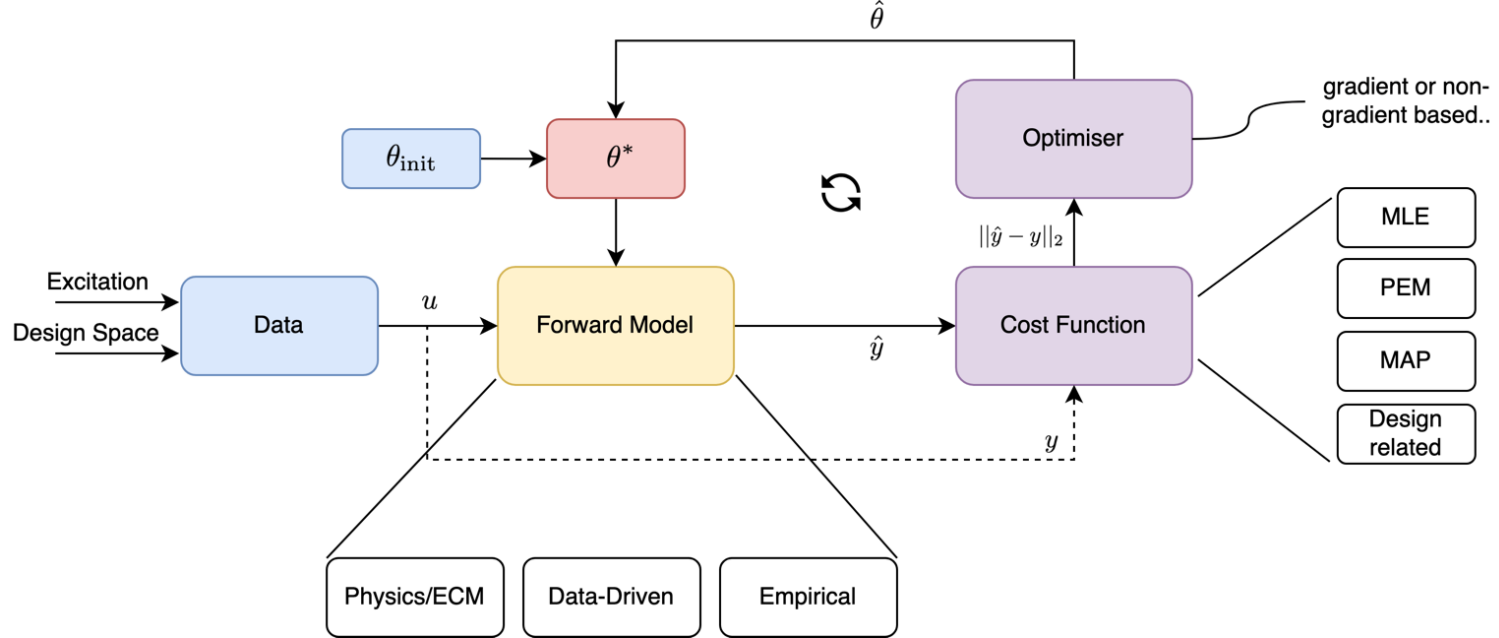 θ̂
Optimiser
gradient or non-
gradient based..
θ_init
θ*
MLE
||ŷ − y||₂
Excitation
Design Space
Data
u
Forward Model
ŷ
Cost Function
PEM
MAP
Design
related
y
Physics/ECM
Data-Driven
Empirical